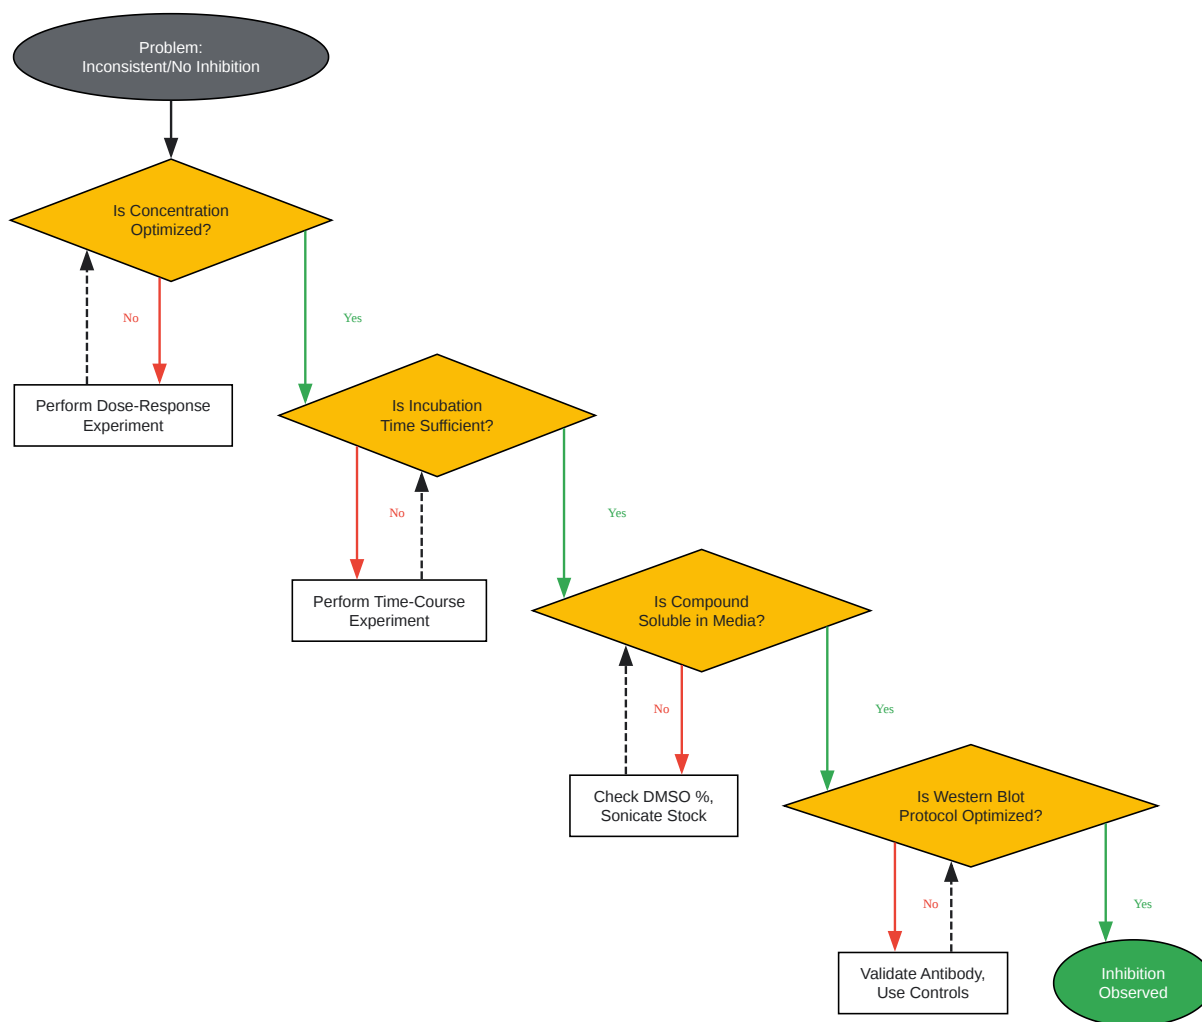 Problem:
Inconsistent/No Inhibition
Is Concentration
Optimized?
No
Yes
Perform Dose-Response
Experiment
Is Incubation
Time Sufficient?
No
Yes
Perform Time-Course
Experiment
Is Compound
Soluble in Media?
No
Yes
Check DMSO %,
Sonicate Stock
Is Western Blot
Protocol Optimized?
No
Yes
Validate Antibody,
Use Controls
Inhibition
Observed